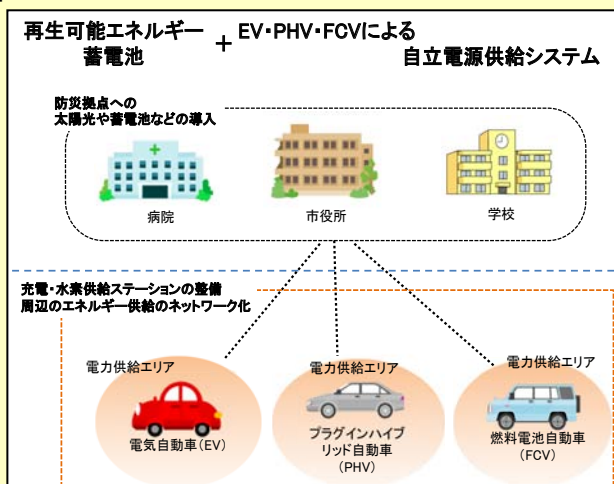 再生可能エネルギー
蓄電池
+
EV・PHV・FCVによる
自立電源供給システム
防災拠点への
太陽光や蓄電池などの導入
病院
市役所
学校
充電・水素供給ステーションの整備
周辺のエネルギー供給のネットワーク化
電力供給エリア
電力供給エリア
電力供給エリア
電気自動車(EV)
プラグインハイブ
リッド自動車
(PHV)
燃料電池自動車
(FCV)